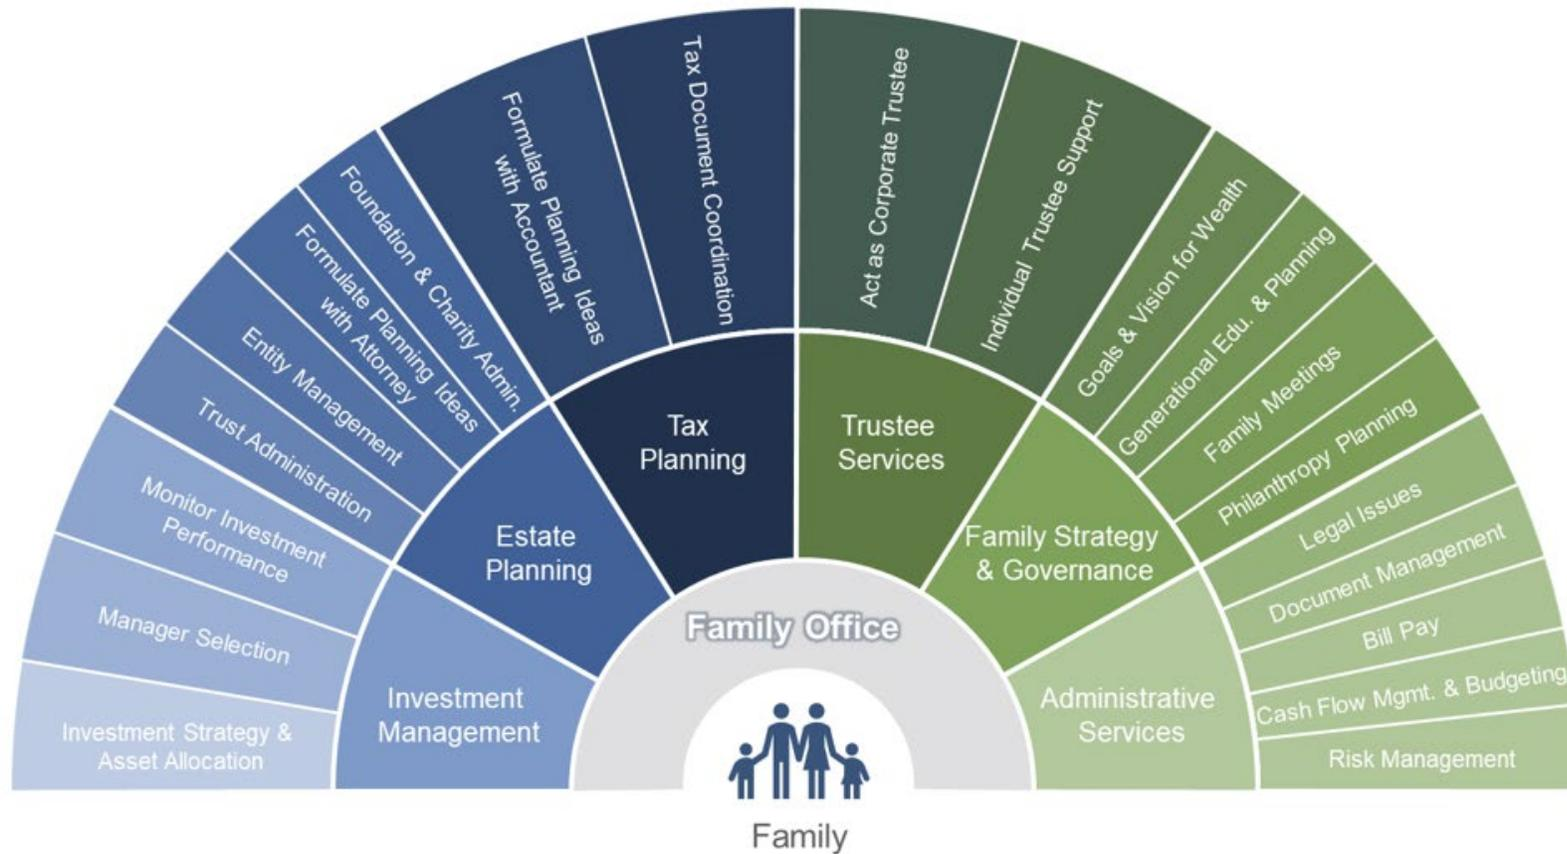 Tax Document Coordination
Formulate Planning Ideas
with Accountant
Foundation & Charity Admin.
Formulate Planning Ideas
with Attorney
Entity Management
Trust Administration
Monitor Investment
Performance
Manager Selection
Investment Strategy &
Asset Allocation
Act as Corporate Trustee
Individual Trustee Support
Goals & Vision for Wealth
Generational Edu. & Planning
Family Meetings
Philanthropy Planning
Legal Issues
Document Management
Bill Pay
Cash Flow Mgmt. & Budgeting
Risk Management
Tax
Planning
Trustee
Services
Estate
Planning
Family Strategy
& Governance
Investment
Management
Administrative
Services
Family Office
Family